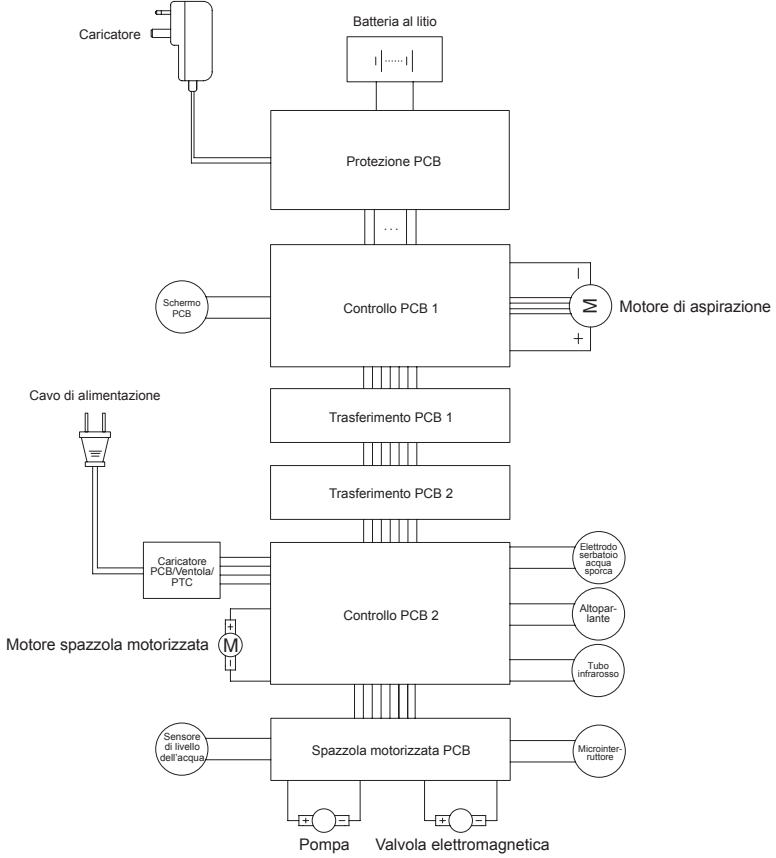 Batteria al litio
Caricatore
Protezione PCB
...
Schermo
PCB
Controllo PCB 1
−
M
+
Motore di aspirazione
Cavo di alimentazione
Trasferimento PCB 1
Trasferimento PCB 2
Caricatore
PCB/Ventola/
PTC
Controllo PCB 2
Elettrodo
serbatoio
acqua
sporca
Altopar-
lante
Tubo
infrarosso
Motore spazzola motorizzata
+
M
−
Sensore
di livello
dell'acqua
Spazzola motorizzata PCB
Microinter-
ruttore
+ −
+ −
Pompa
Valvola elettromagnetica